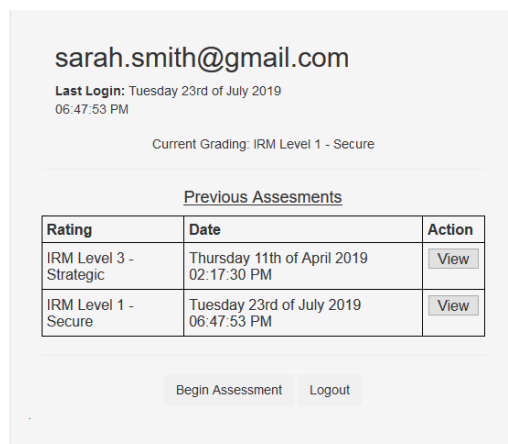 sarah.smith@gmail.com
Last Login: Tuesday 23rd of July 2019
06:47:53 PM
Current Grading: IRM Level 1 - Secure
Previous Assesments
Rating Date Action
IRM Level 3 - Thursday 11th of April 2019 View
Strategic 02:17:30 PM
IRM Level 1 - Tuesday 23rd of July 2019 View
Secure 06:47:53 PM
Begin Assessment Logout
.